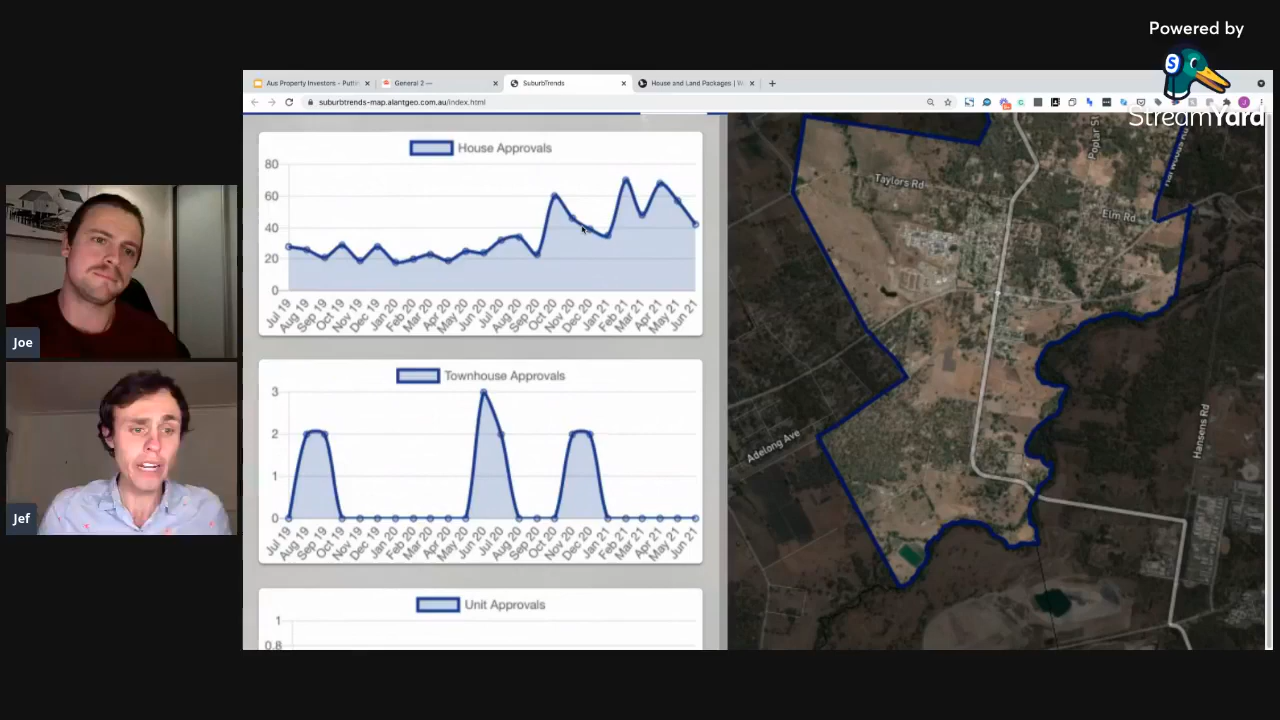 Powered by
StreamYard
Aus Property Investors - Puttin
General 2 —
SuburbTrends
House and Land Packages | W
suburbtrends-map.alantgeo.com.au/index.html
House Approvals
80
60
40
20
0
Jul 19
Aug 19
Sep 19
Oct 19
Nov 19
Dec 19
Jan 20
Feb 20
Mar 20
Apr 20
May 20
Jun 20
Jul 20
Aug 20
Sep 20
Oct 20
Nov 20
Dec 20
Jan 21
Feb 21
Mar 21
Apr 21
May 21
Jun 21
Townhouse Approvals
3
2
1
0
Jul 19
Aug 19
Sep 19
Oct 19
Nov 19
Dec 19
Jan 20
Feb 20
Mar 20
Apr 20
May 20
Jun 20
Jul 20
Aug 20
Sep 20
Oct 20
Nov 20
Dec 20
Jan 21
Feb 21
Mar 21
Apr 21
May 21
Jun 21
Unit Approvals
1
0.8
Taylors Rd
Poplar St
Elm Rd
Adelong Ave
Hansens Rd
Joe
Jef